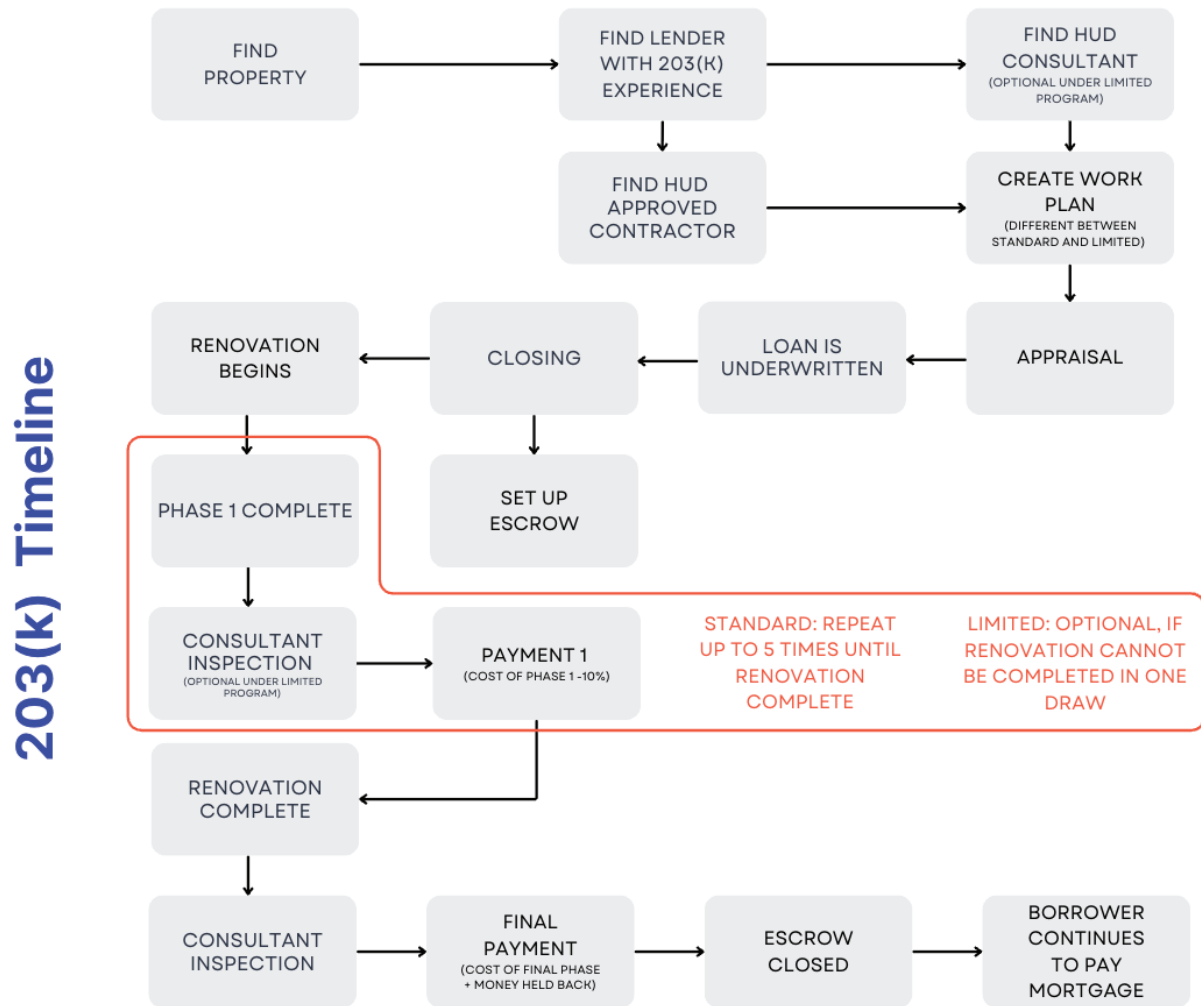 203(k) Timeline
FIND
PROPERTY
FIND LENDER
WITH 203(K)
EXPERIENCE
FIND HUD
CONSULTANT
(OPTIONAL UNDER LIMITED
PROGRAM)
FIND HUD
APPROVED
CONTRACTOR
CREATE WORK
PLAN
(DIFFERENT BETWEEN
STANDARD AND LIMITED)
RENOVATION
BEGINS
CLOSING
LOAN IS
UNDERWRITTEN
APPRAISAL
PHASE 1 COMPLETE
SET UP
ESCROW
CONSULTANT
INSPECTION
(OPTIONAL UNDER LIMITED
PROGRAM)
PAYMENT 1
(COST OF PHASE 1 -10%)
STANDARD: REPEAT
UP TO 5 TIMES UNTIL
RENOVATION
COMPLETE
LIMITED: OPTIONAL, IF
RENOVATION CANNOT
BE COMPLETED IN ONE
DRAW
RENOVATION
COMPLETE
CONSULTANT
INSPECTION
FINAL
PAYMENT
(COST OF FINAL PHASE
+ MONEY HELD BACK)
ESCROW
CLOSED
BORROWER
CONTINUES
TO PAY
MORTGAGE